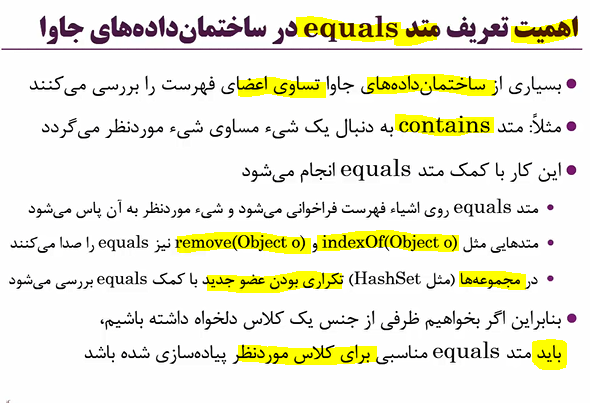 اهمیت تعریف متد equals در ساختمان‌داده‌های جاوا
• بسیاری از ساختمان‌داده‌های جاوا تساوی اعضای فهرست را بررسی می‌کنند
• مثلاً: متد contains به دنبال یک شیء مساوی شیء موردنظر می‌گردد
• این کار با کمک متد equals انجام می‌شود
• متد equals روی اشیاء فهرست فراخوانی می‌شود و شیء موردنظر به آن پاس می‌شود
• متدهایی مثل indexOf(Object o) و remove(Object o) نیز equals را صدا می‌کنند
• در مجموعه‌ها (مثل HashSet) تکراری بودن عضو جدید با کمک equals بررسی می‌شود
• بنابراین اگر بخواهیم ظرفی از جنس یک کلاس دلخواه داشته باشیم،
باید متد equals مناسبی برای کلاس موردنظر پیاده‌سازی شده باشد